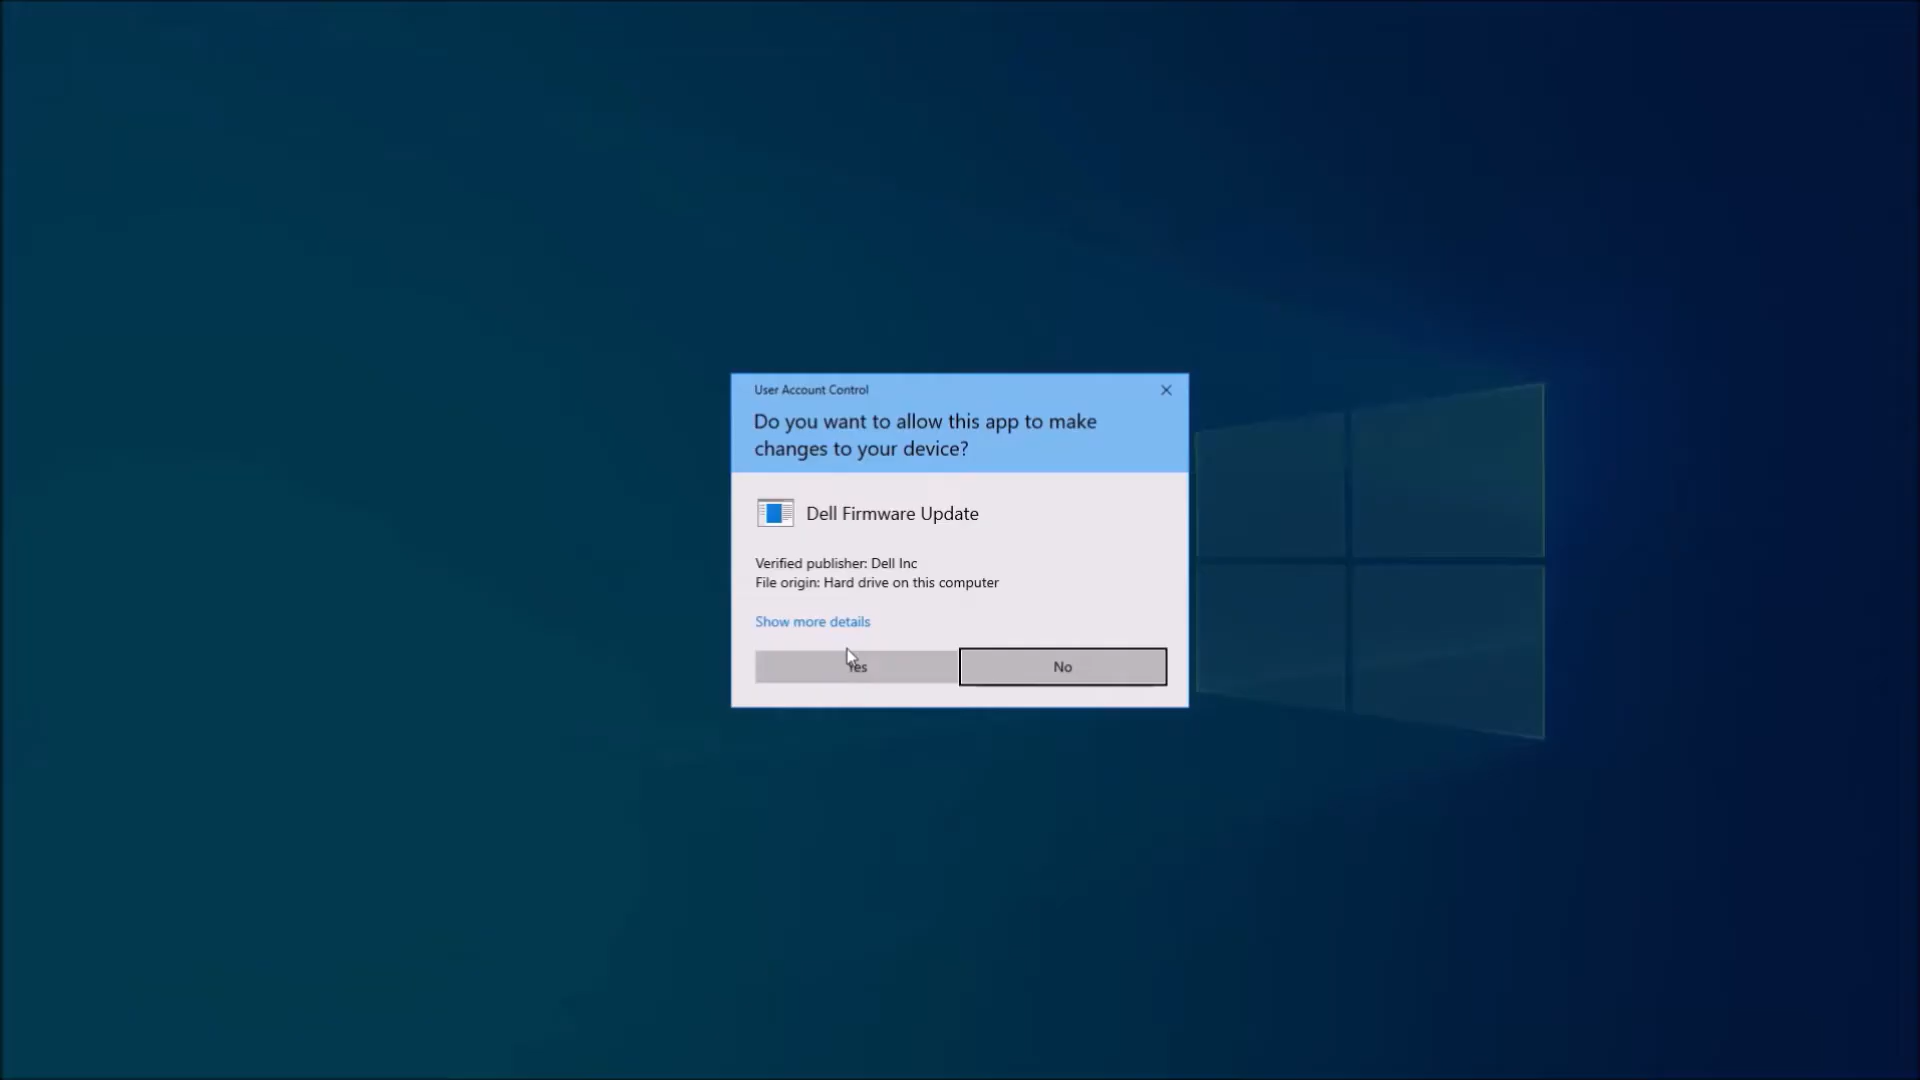 User Account Control
Do you want to allow this app to make
changes to your device?
Dell Firmware Update
Verified publisher: Dell Inc
File origin: Hard drive on this computer
Show more details
Yes
No